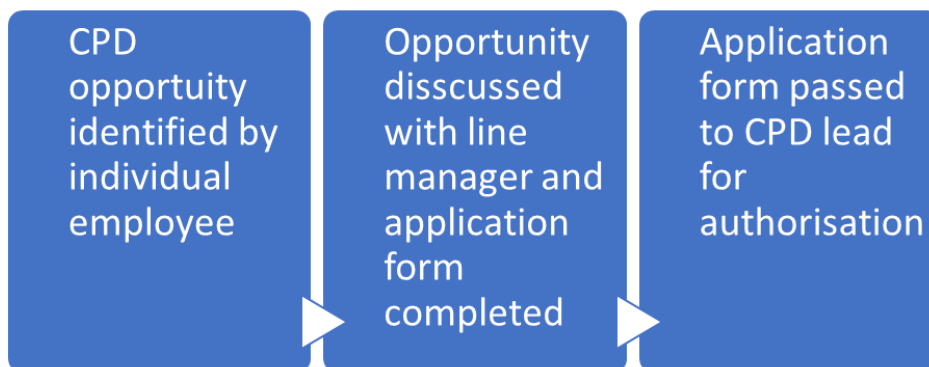 CPD
opportuity
identified by
individual
employee
Opportunity
disscussed
with line
manager and
application
form
completed
Application
form passed
to CPD lead
for
authorisation